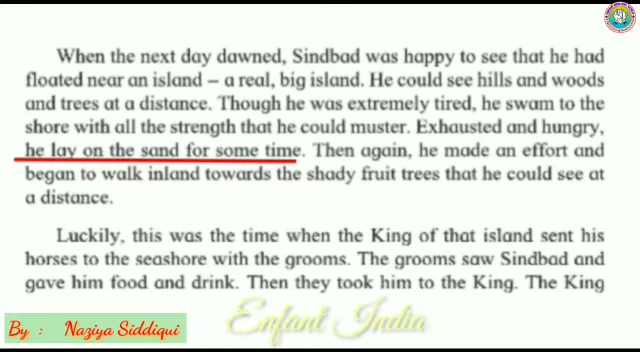 When the next day dawned, Sindbad was happy to see that he had
floated near an island – a real, big island. He could see hills and woods
and trees at a distance. Though he was extremely tired, he swam to the
shore with all the strength that he could muster. Exhausted and hungry,
he lay on the sand for some time. Then again, he made an effort and
began to walk inland towards the shady fruit trees that he could see at
a distance.
Luckily, this was the time when the King of that island sent his
horses to the seashore with the grooms. The grooms saw Sindbad and
gave him food and drink. Then they took him to the King. The King
By : Naziya Siddiqui
Enfant India